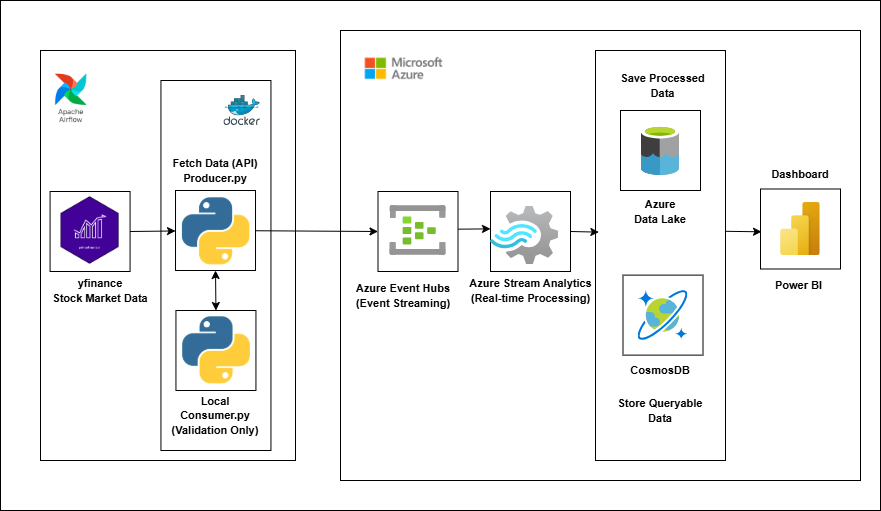 Apache
Airflow
docker
Fetch Data (API)
Producer.py
yfinance
Stock Market Data
Local
Consumer.py
(Validation Only)
Microsoft
Azure
Azure Event Hubs
(Event Streaming)
Azure Stream Analytics
(Real-time Processing)
Save Processed
Data
Azure
Data Lake
CosmosDB
Store Queryable
Data
Dashboard
Power BI